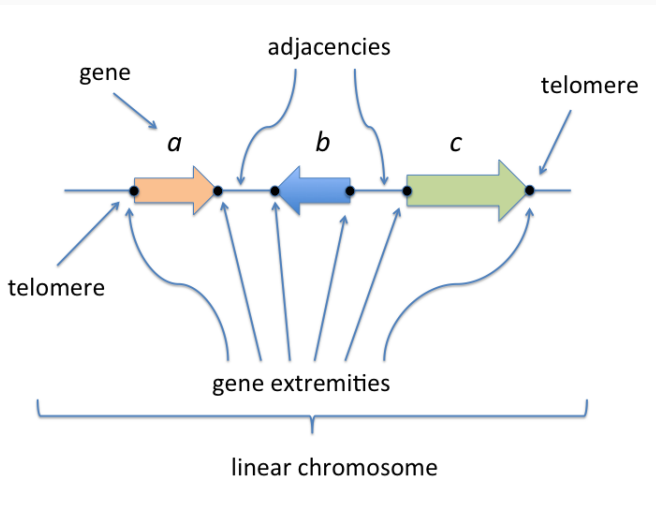 adjacencies
gene
telomere
a
b
c
telomere
gene extremities
linear chromosome